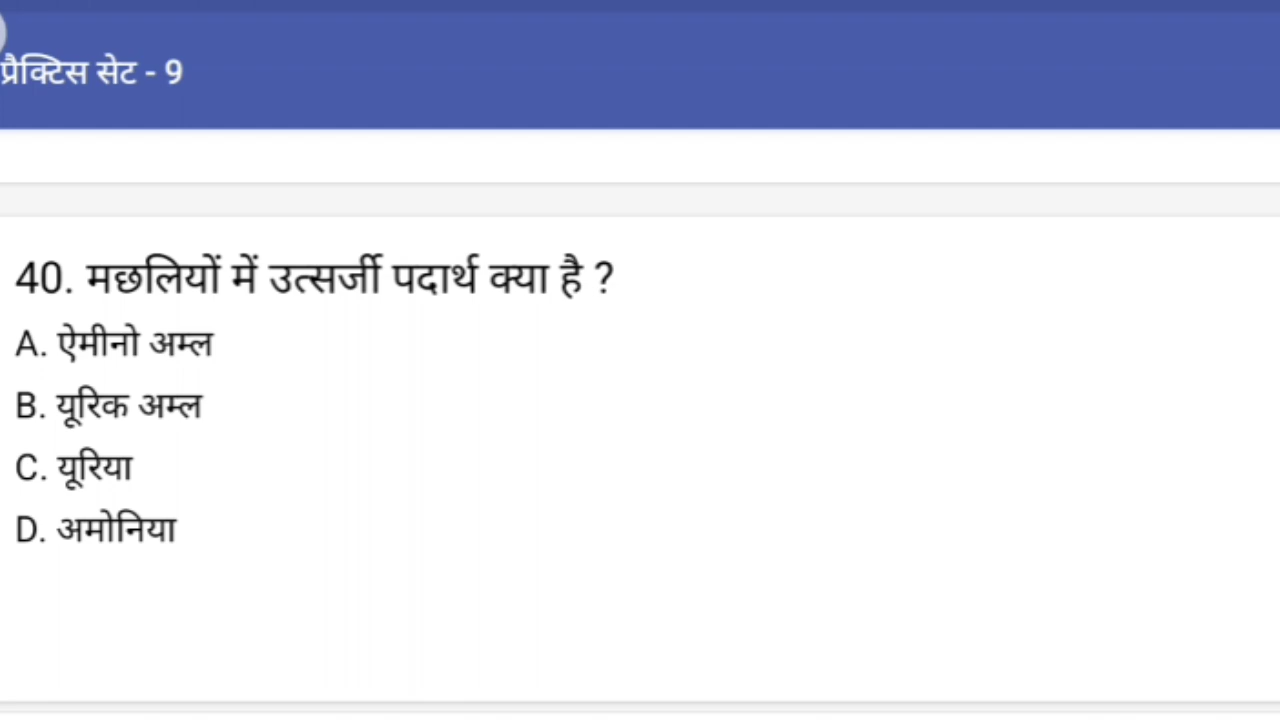 प्रैक्टिस सेट - 9
40. मछलियों में उत्सर्जी पदार्थ क्या है ?
A. ऐमीनो अम्ल
B. यूरिक अम्ल
C. यूरिया
D. अमोनिया